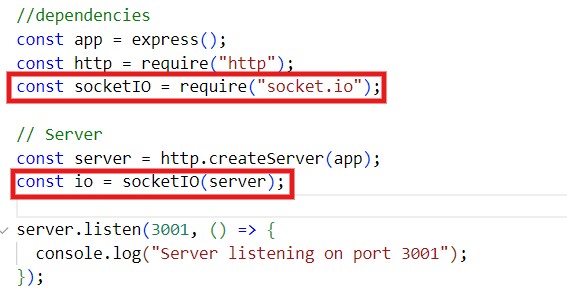 //dependencies
const app = express();
const http = require("http");
const socketIO = require("socket.io");
// Server
const server = http.createServer(app);
const io = socketIO(server);
server.listen(3001, () => {
console.log("Server listening on port 3001");
});